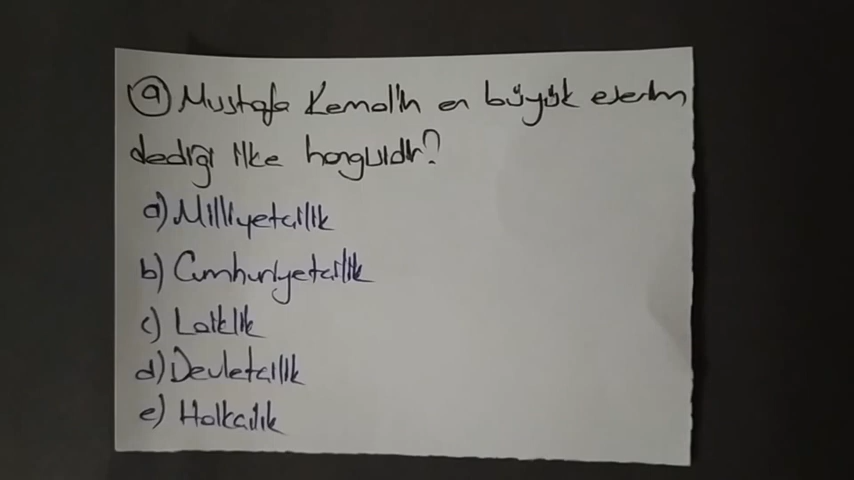 9) Mustafa Kemal'in en büyük eserim
dediği ilke hangisidir?
a) Milliyetçilik
b) Cumhuriyetçilik
c) Laiklik
d) Devletçilik
e) Halkçılık